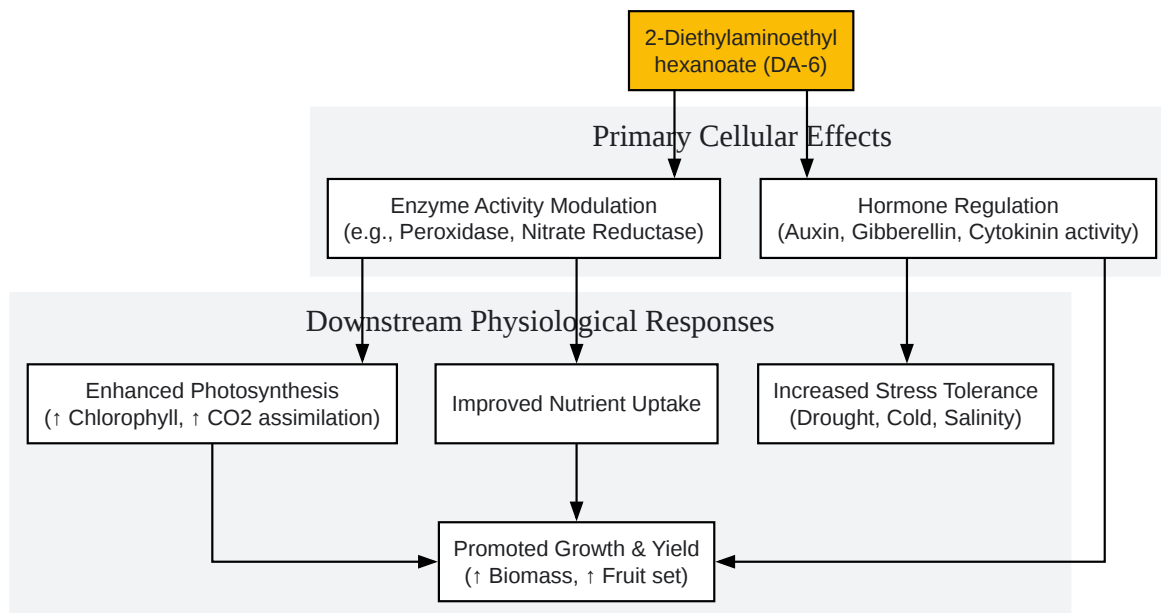 2-Diethylaminoethyl
hexanoate (DA-6)
Primary Cellular Effects
Enzyme Activity Modulation
(e.g., Peroxidase, Nitrate Reductase)
Hormone Regulation
(Auxin, Gibberellin, Cytokinin activity)
Downstream Physiological Responses
Enhanced Photosynthesis
(↑ Chlorophyll, ↑ CO2 assimilation)
Improved Nutrient Uptake
Increased Stress Tolerance
(Drought, Cold, Salinity)
Promoted Growth & Yield
(↑ Biomass, ↑ Fruit set)